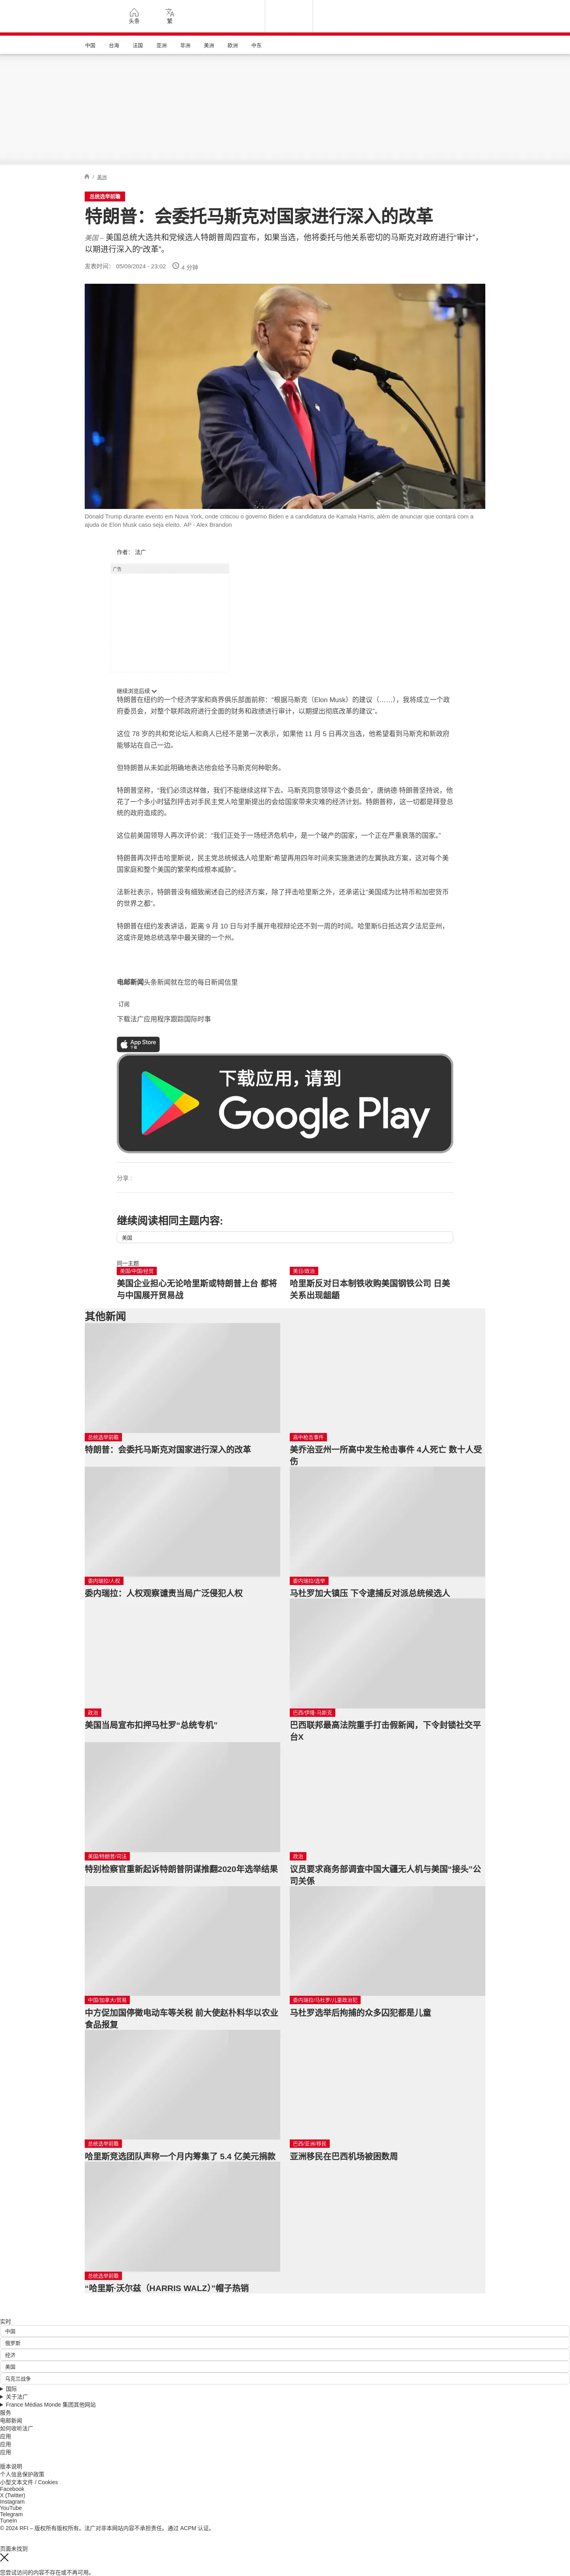 头条
繁
中国
台海
法国
亚洲
非洲
美洲
欧洲
中东
/ 美洲
总统选举前瞻
特朗普：会委托马斯克对国家进行深入的改革
美国 – 美国总统大选共和党候选人特朗普周四宣布，如果当选，他将委托与他关系密切的马斯克对政府进行“审计”，
以期进行深入的“改革”。
发表时间： 05/09/2024 - 23:02
4 分钟
Donald Trump durante evento em Nova York, onde criticou o governo Biden e a candidatura de Kamala Harris, além de anunciar que contará com a
ajuda de Elon Musk caso seja eleito. AP - Alex Brandon
作者： 法广
广告
继续浏览后续
特朗普在纽约的一个经济学家和商界俱乐部面前称：“根据马斯克（Elon Musk）的建议（……），我将成立一个政
府委员会，对整个联邦政府进行全面的财务和政绩进行审计，以期提出彻底改革的建议”。
这位 78 岁的共和党论坛人和商人已经不是第一次表示，如果他 11 月 5 日再次当选，他希望看到马斯克和新政府
能够站在自己一边。
但特朗普从未如此明确地表达他会给予马斯克何种职务。
特朗普坚称，“我们必须这样做，我们不能继续这样下去。马斯克同意领导这个委员会”，唐纳德·特朗普坚持说，他
花了一个多小时猛烈抨击对手民主党人哈里斯提出的会给国家带来灾难的经济计划。特朗普称，这一切都是拜登总
统的政府造成的。
这位前美国领导人再次评价说：“我们正处于一场经济危机中，是一个破产的国家，一个正在严重衰落的国家。”
特朗普再次抨击哈里斯说，民主党总统候选人哈里斯“希望再用四年时间来实施激进的左翼执政方案，这对每个美
国家庭和整个美国的繁荣构成根本威胁”。
法新社表示，特朗普没有细致阐述自己的经济方案，除了抨击哈里斯之外，还承诺让“美国成为比特币和加密货币
的世界之都”。
特朗普在纽约发表讲话，距离 9 月 10 日与对手展开电视辩论还不到一周的时间。哈里斯5日抵达宾夕法尼亚州，
这或许是她总统选举中最关键的一个州。
电邮新闻头条新闻就在您的每日新闻信里
订阅
下载法广应用程序跟踪国际时事
App Store
下载
下载应用，请到
Google Play
分享 :
继续阅读相同主题内容:
美国
同一主题
美国/中国/经贸
美国企业担心无论哈里斯或特朗普上台 都将
与中国展开贸易战
美日/政治
哈里斯反对日本制铁收购美国钢铁公司 日美
关系出现龃龉
其他新闻
总统选举前瞻
特朗普：会委托马斯克对国家进行深入的改革
高中枪击事件
美乔治亚州一所高中发生枪击事件 4人死亡 数十人受
伤
委内瑞拉/人权
委内瑞拉：人权观察谴责当局广泛侵犯人权
委内瑞拉/选举
马杜罗加大镇压 下令逮捕反对派总统候选人
政治
美国当局宣布扣押马杜罗“总统专机”
巴西/伊隆·马斯克
巴西联邦最高法院重手打击假新闻，下令封锁社交平
台X
美国/特朗普/司法
特别检察官重新起诉特朗普阴谋推翻2020年选举结果
政治
议员要求商务部调查中国大疆无人机与美国“接头”公
司关係
中国/加拿大/贸易
中方促加国停徵电动车等关税 前大使赵朴料华以农业
食品报复
委内瑞拉/马杜罗/儿童政治犯
马杜罗选举后拘捕的众多囚犯都是儿童
总统选举前瞻
哈里斯竞选团队声称一个月内筹集了 5.4 亿美元捐款
巴西/亚洲/移民
亚洲移民在巴西机场被困数周
总统选举前瞻
“哈里斯·沃尔兹（HARRIS WALZ）”帽子热销
实时
中国
俄罗斯
经济
美国
乌克兰战争
国际
关于法广
France Médias Monde 集团其他网站
服务
电邮新闻
如何收听法广
应用
应用
应用
版本说明
个人信息保护政策
小型文本文件 / Cookies
Facebook
X (Twitter)
Instagram
YouTube
Telegram
TuneIn
© 2024 RFI – 版权所有版权所有。法广对非本网站内容不承担责任。通过 ACPM 认证。
页面未找到
您尝试访问的内容不存在或不再可用。